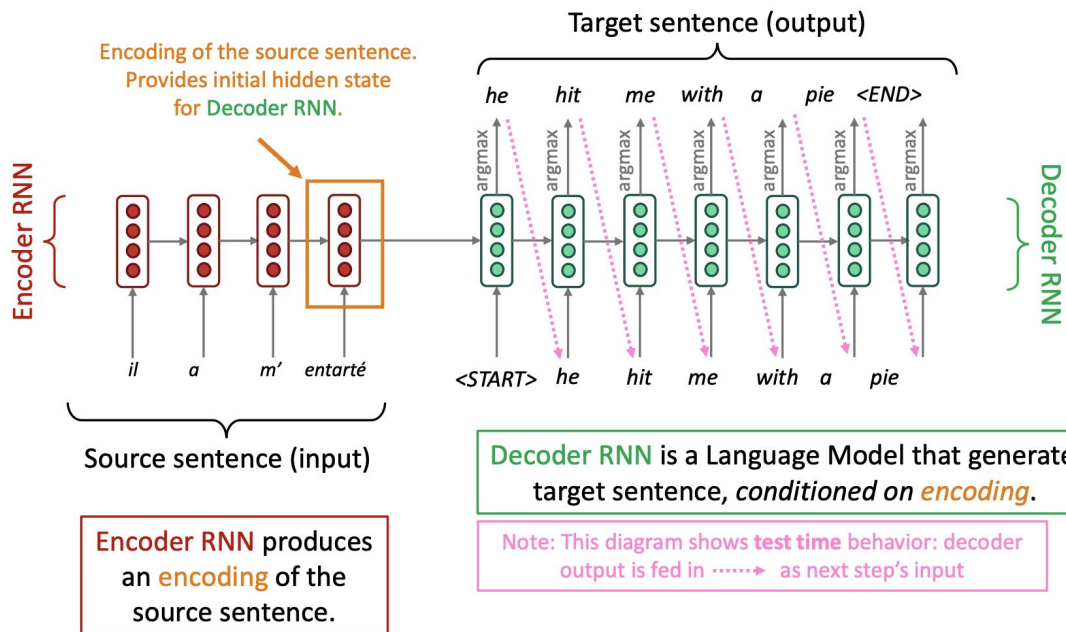 Target sentence (output)
Encoding of the source sentence.
Provides initial hidden state
for Decoder RNN.
he hit me with a pie <END>
argmax argmax argmax argmax argmax argmax argmax
Encoder RNN
Decoder RNN
il a m' entarté
<START> he hit me with a pie
Source sentence (input)
Decoder RNN is a Language Model that generate
target sentence, conditioned on encoding.
Encoder RNN produces
an encoding of the
source sentence.
Note: This diagram shows test time behavior: decoder
output is fed in as next step's input